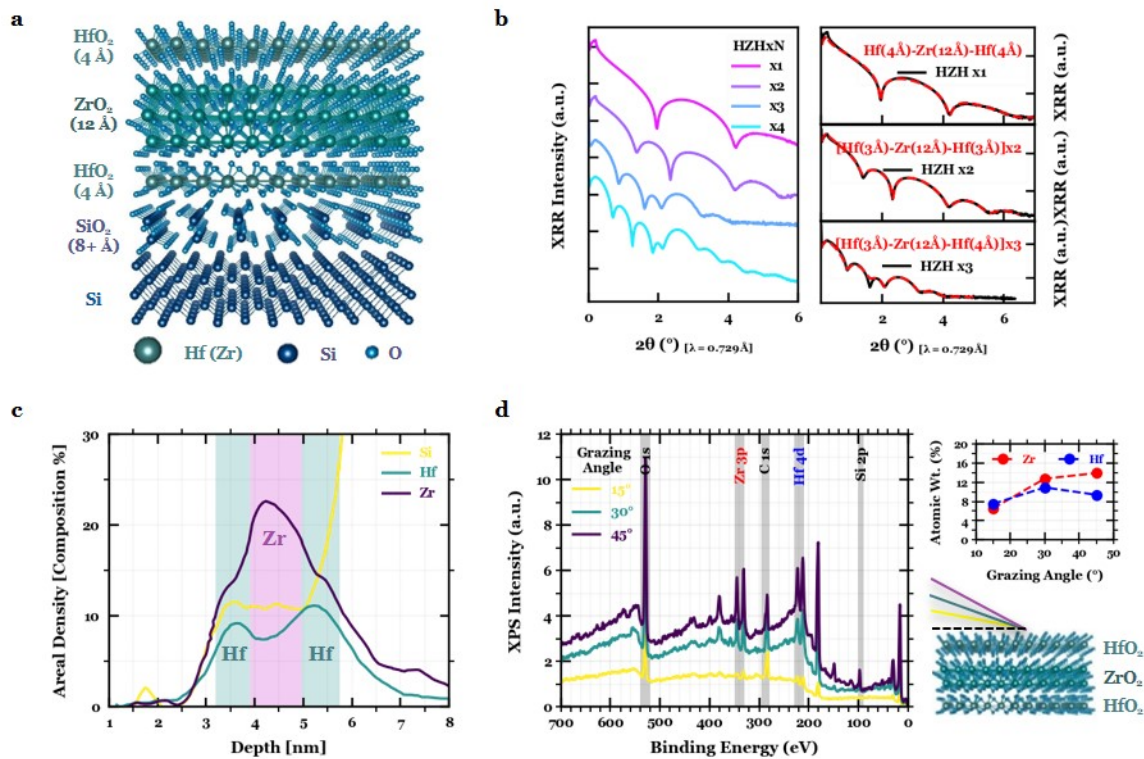 a
HfO₂
(4 Å)
ZrO₂
(12 Å)
HfO₂
(4 Å)
SiO₂
(8+ Å)
Si
Hf (Zr)
Si
O
b
XRR Intensity (a.u.)
HZHxN
x1
x2
x3
x4
0
2
4
6
2θ (°) [λ = 0.729Å]
Hf(4Å)-Zr(12Å)-Hf(4Å)
HZH x1
XRR (a.u.)
[Hf(3Å)-Zr(12Å)-Hf(3Å)]x2
HZH x2
XRR (a.u.)
[Hf(3Å)-Zr(12Å)-Hf(4Å)]x3
HZH x3
XRR (a.u.)
0
2
4
6
2θ (°) [λ = 0.729Å]
c
Areal Density [Composition %]
30
20
10
0
Si
Hf
Zr
Zr
Hf
Hf
1
2
3
4
5
6
7
8
Depth [nm]
d
XPS Intensity (a.u.)
12
10
8
6
4
2
0
Grazing
Angle
15°
30°
45°
O 1s
Zr 3p
C 1s
Hf 4d
Si 2p
700
600
500
400
300
200
100
0
Binding Energy (eV)
Atomic Wt. (%)
20
16
12
8
4
0
Zr
Hf
10
20
30
40
50
Grazing Angle (°)
HfO₂
ZrO₂
HfO₂